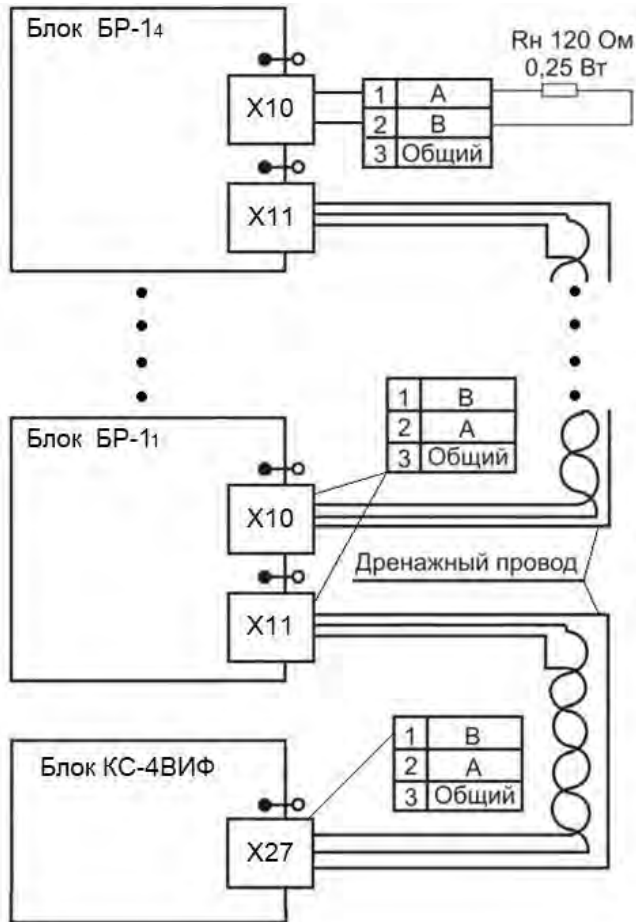 Блок БР-1₄
Rн 120 Ом
0,25 Вт
X10
1 A
2 B
3 Общий
X11
1 B
2 A
3 Общий
Блок БР-1₁
X10
Дренажный провод
X11
1 B
2 A
3 Общий
Блок КС-4ВИФ
X27